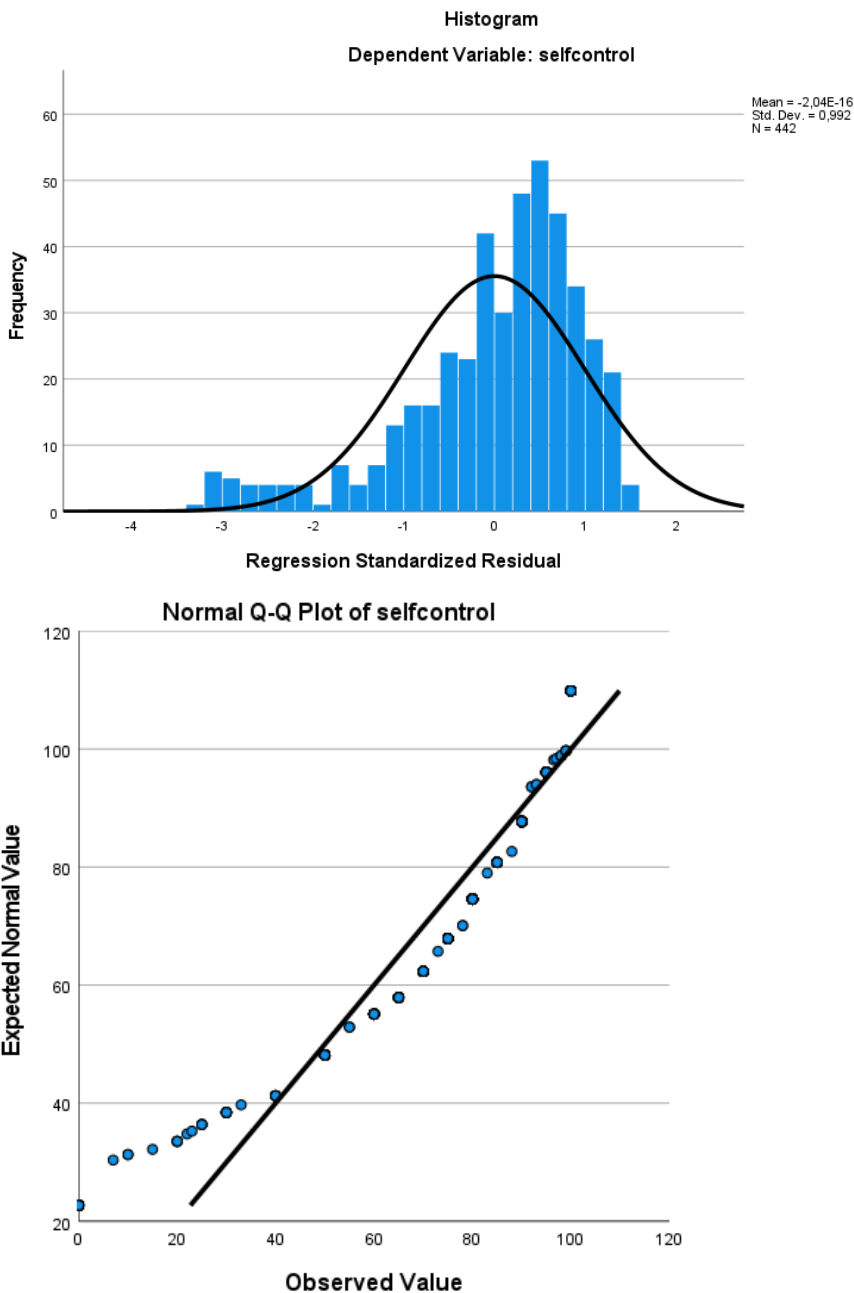 Histogram
Dependent Variable: selfcontrol
Mean = -2,04E-16
Std. Dev. = 0,992
N = 442
60
50
40
30
20
10
0
Frequency
-4 -3 -2 -1 0 1 2
Regression Standardized Residual
Normal Q-Q Plot of selfcontrol
120
100
80
60
40
20
Expected Normal Value
0 20 40 60 80 100 120
Observed Value